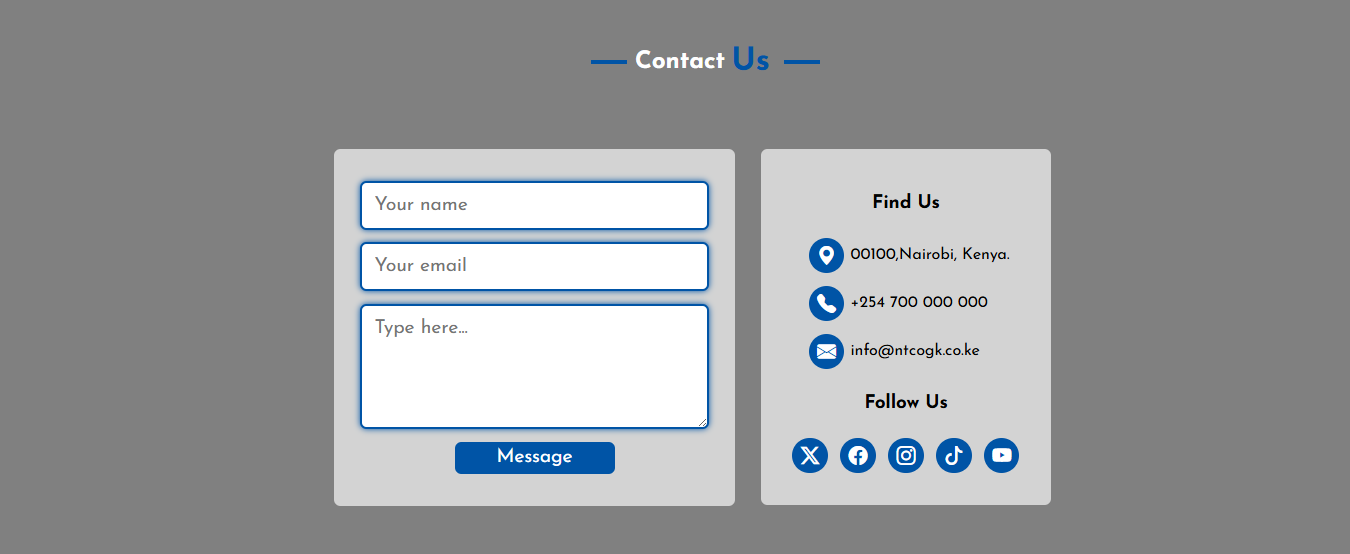 Contact Us
Your name
Your email
Type here...
Message
Find Us
00100,Nairobi, Kenya.
+254 700 000 000
info@ntcogk.co.ke
Follow Us